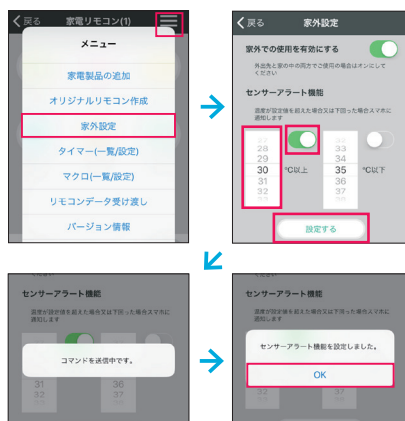 戻る 家電リモコン(1)
メニュー
家電製品の追加
オリジナルリモコン作成
家外設定
タイマー(一覧/設定)
マクロ(一覧/設定)
リモコンデータ受け渡し
バージョン情報
戻る 家外設定
家外での使用を有効にする
外出先と家の中の両方でご使用の場合はオンにして
ください
センサーアラート機能
温度が設定値を超えた場合又は下回った場合スマホに
通知します
28 33
29 34
30 ℃以上 35 ℃以下
31 36
32 37
設定する
センサーアラート機能
温度が設定値を超えた場合又は下回った場合スマホに
通知します
コマンドを送信中です。
31 36
32 37
センサーアラート機能
温度が設定値を超えた場合又は下回った場合スマホに
通知します
センサーアラート機能を設定しました。
OK
32 37